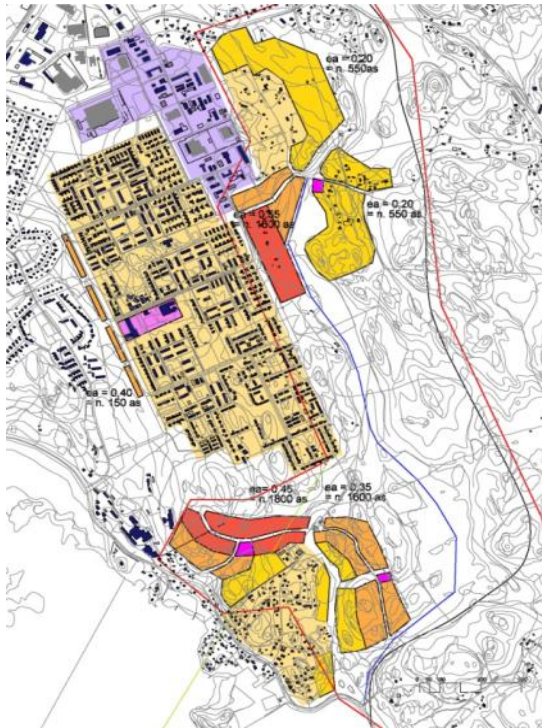 ea = 0,20
= n. 550as
ea = 0,55
= n. 1630 as
ea = 0,20
= n. 550 as
ea = 0,40
= n. 150 as
ea = 0,45
= n.1800 as
ea = 0,35
= n. 1600 as